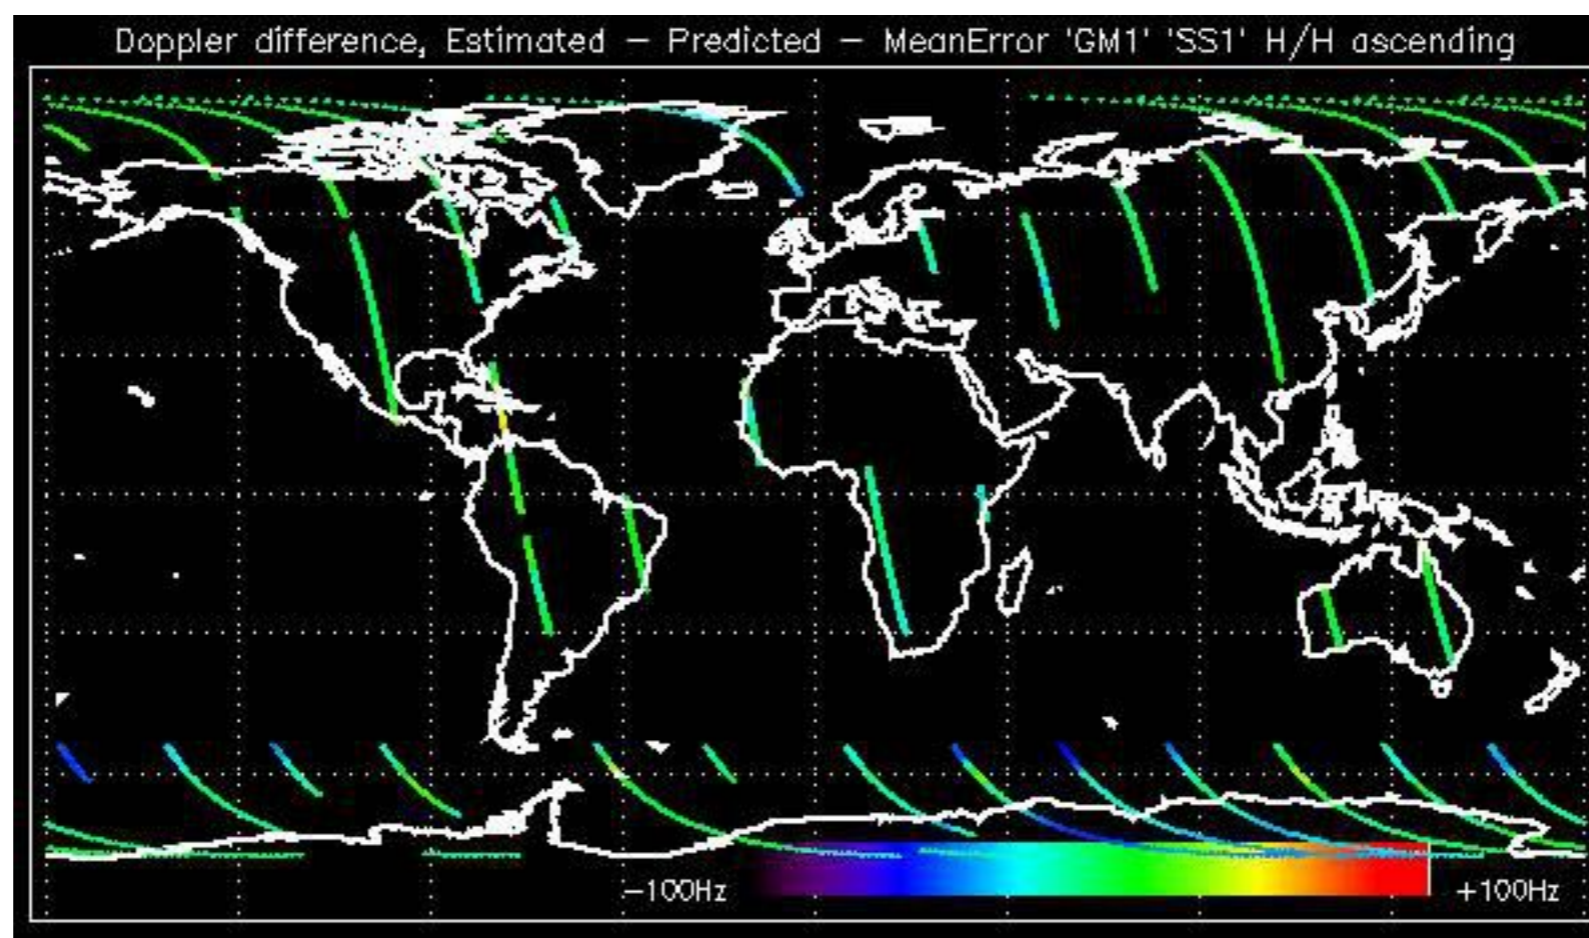 Doppler difference, Estimated – Predicted – MeanError 'GM1' 'SS1' H/H ascending
–100Hz +100Hz